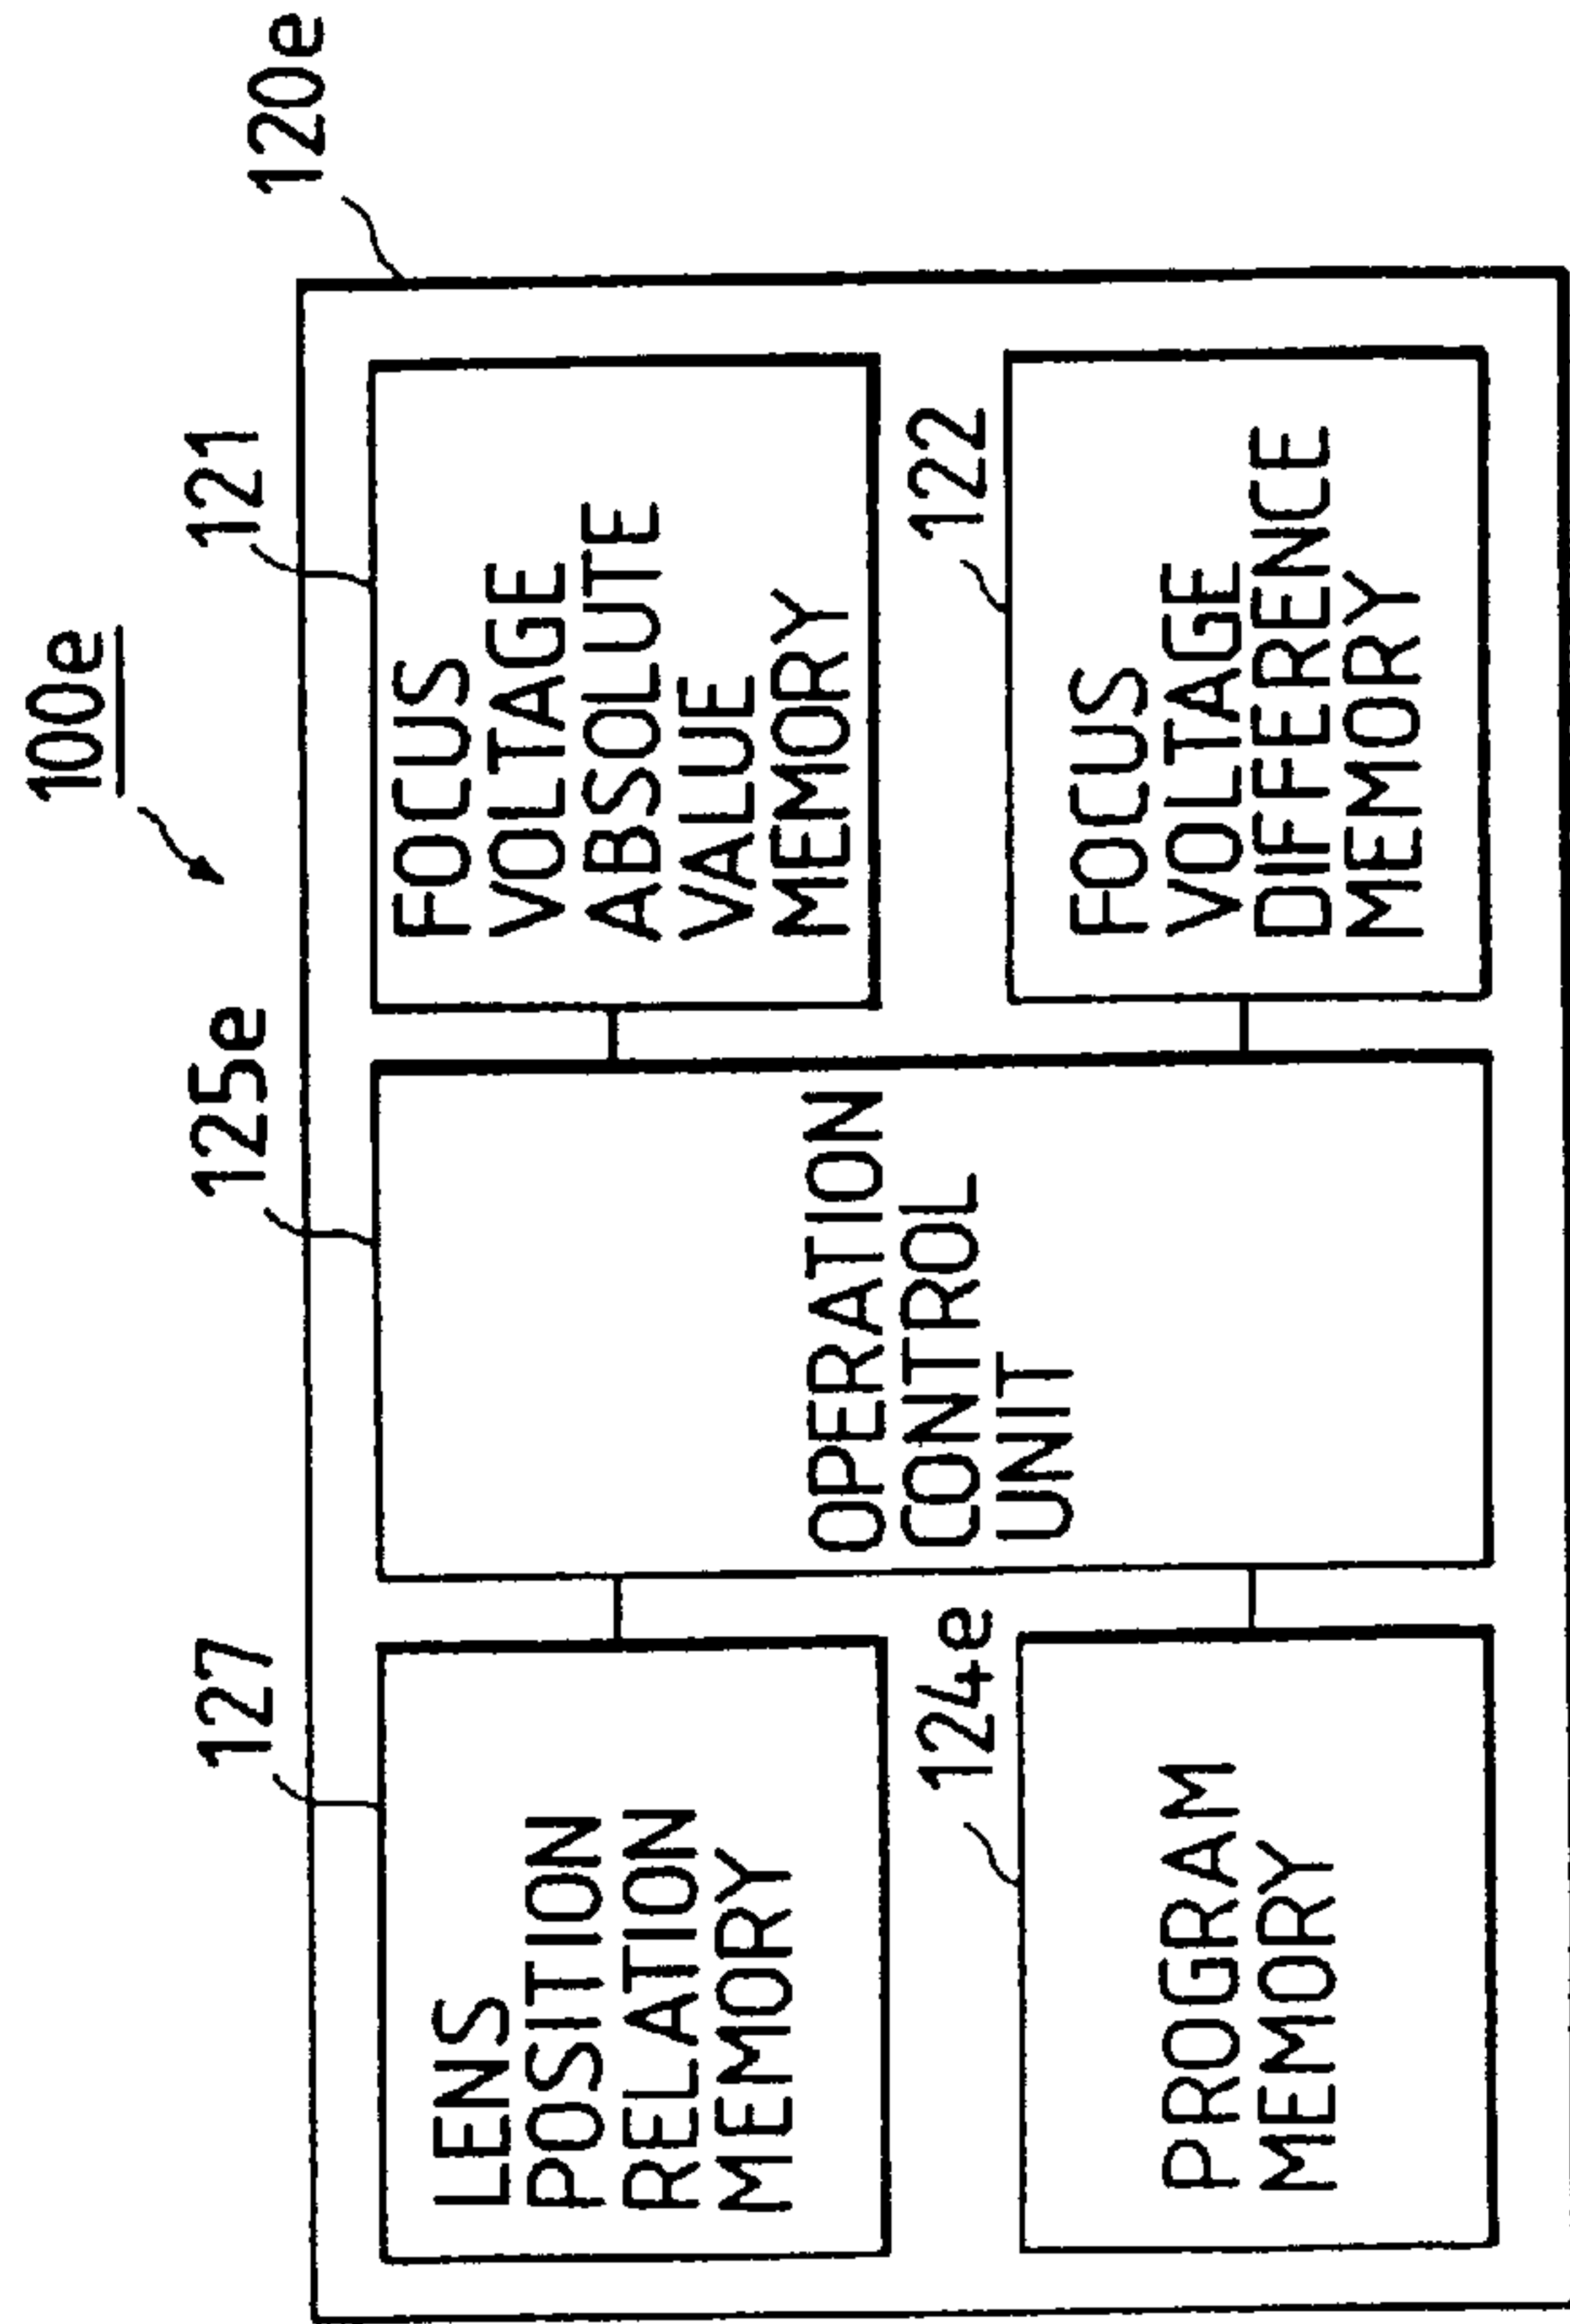 100e
120e
127
125e
121
LENS
POSITION
RELATION
MEMORY
OPERATION
CONTROL
UNIT
FOCUS
VOLTAGE
ABSOLUTE
VALUE
MEMORY
124e
122
PROGRAM
MEMORY
FOCUS
VOLTAGE
DIFFERENCE
MEMORY